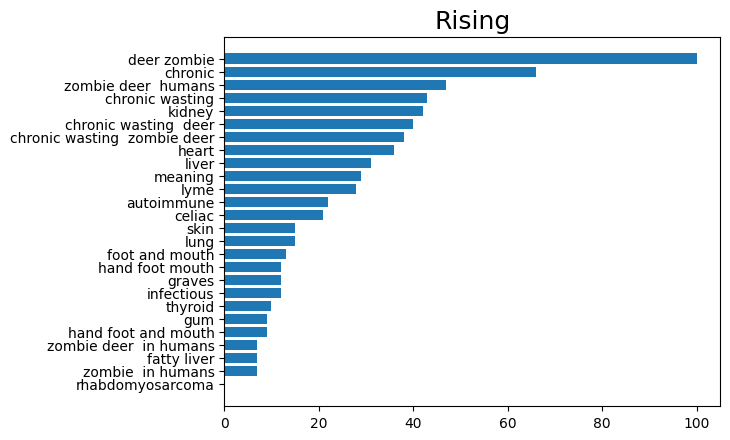 Rising
deer zombie
chronic
zombie deer  humans
chronic wasting
kidney
chronic wasting  deer
chronic wasting  zombie deer
heart
liver
meaning
lyme
autoimmune
celiac
skin
lung
foot and mouth
hand foot mouth
graves
infectious
thyroid
gum
hand foot and mouth
zombie deer  in humans
fatty liver
zombie  in humans
rhabdomyosarcoma
0 20 40 60 80 100